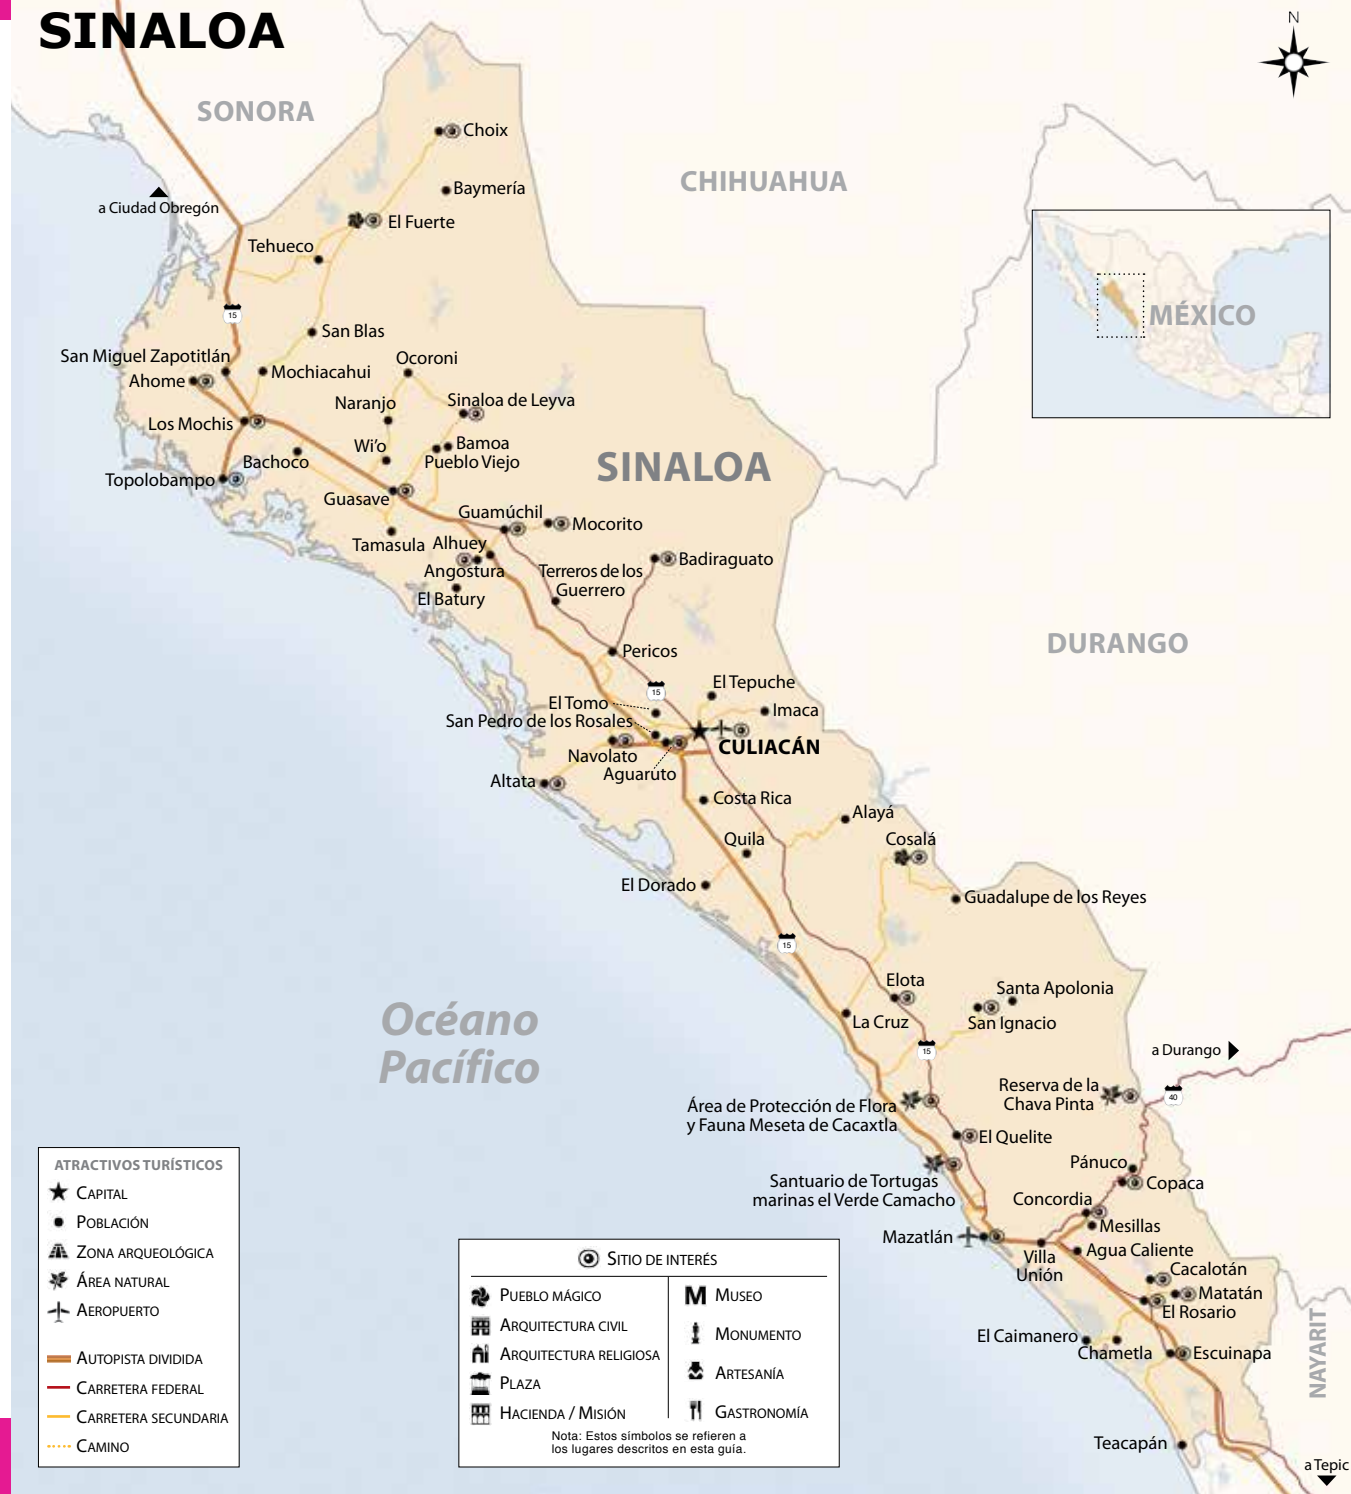 SINALOA
N
SONORA
Choix
CHIHUAHUA
Baymería
a Ciudad Obregón
El Fuerte
Tehueco
MÉXICO
15
San Blas
San Miguel Zapotitlán
Ocoroni
Ahome
Mochiacahui
Naranjo
Sinaloa de Leyva
Los Mochis
Wi'o
Bamoa
Bachoco
Pueblo Viejo
SINALOA
Topolobampo
Guasave
Guamúchil
Mocorito
Tamasula
Alhuey
Badiraguato
Angostura
Terreros de los
Guerrero
El Batury
DURANGO
Pericos
El Tepuche
15
El Tomo
Imaca
San Pedro de los Rosales
CULIACÁN
Navolato
Aguaruto
Altata
Costa Rica
Alayá
Quila
Cosalá
El Dorado
Guadalupe de los Reyes
15
Elota
Santa Apolonia
Océano
Pacífico
La Cruz
San Ignacio
15
a Durango
Reserva de la
Chava Pinta
40
Área de Protección de Flora
y Fauna Meseta de Cacaxtla
El Quelite
Pánuco
Santuario de Tortugas
marinas el Verde Camacho
Copaca
Concordia
Mesillas
Mazatlán
Villa
Unión
Agua Caliente
Cacalotán
Matatán
El Rosario
El Caimanero
Chametla
Escuinapa
NAYARIT
Teacapán
a Tepic
ATRACTIVOS TURÍSTICOS
CAPITAL
POBLACIÓN
ZONA ARQUEOLÓGICA
ÁREA NATURAL
AEROPUERTO
AUTOPISTA DIVIDIDA
CARRETERA FEDERAL
CARRETERA SECUNDARIA
CAMINO
SITIO DE INTERÉS
PUEBLO MÁGICO
ARQUITECTURA CIVIL
ARQUITECTURA RELIGIOSA
PLAZA
HACIENDA / MISIÓN
M MUSEO
MONUMENTO
ARTESANÍA
GASTRONOMÍA
Nota: Estos símbolos se refieren a
los lugares descritos en esta guía.